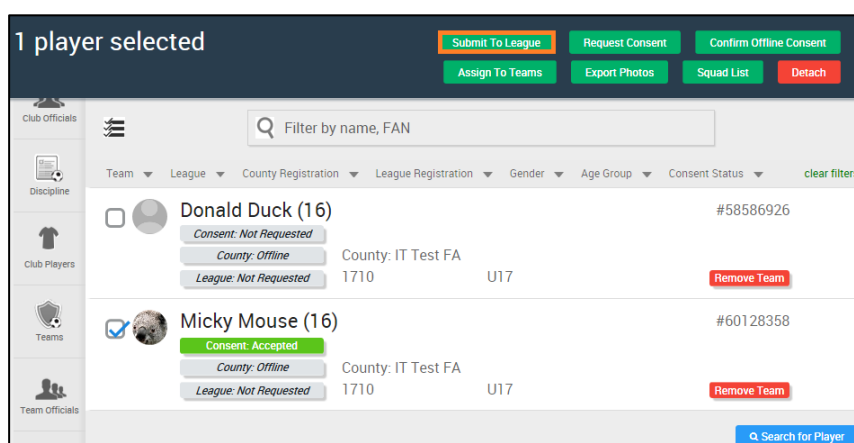 1 player selected
Submit To League
Request Consent
Confirm Offline Consent
Assign To Teams
Export Photos
Squad List
Detach
Club Officials
Filter by name, FAN
Team League County Registration League Registration Gender Age Group Consent Status clear filter
Discipline
Club Players
Teams
Team Officials
Donald Duck (16) #58586926
Consent: Not Requested
County: Offline County: IT Test FA
League: Not Requested 1710 U17 Remove Team
Micky Mouse (16) #60128358
Consent: Accepted
County: Offline County: IT Test FA
League: Not Requested 1710 U17 Remove Team
Search for Player